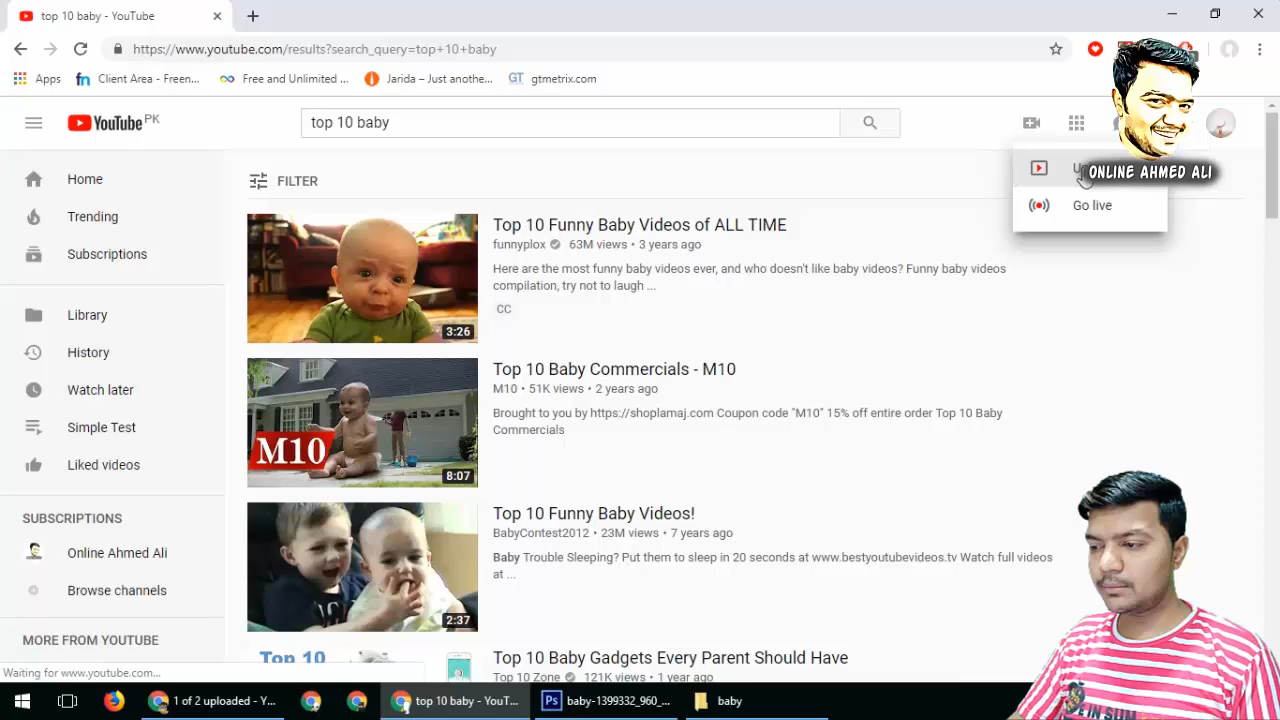 top 10 baby - YouTube
https://www.youtube.com/results?search_query=top+10+baby
Apps
Client Area - Freen...
Free and Unlimited ...
Jarida – Just anothe...
GT
gtmetrix.com
YouTube PK
top 10 baby
ONLINE AHMED ALI
Go live
Home
Trending
Subscriptions
Library
History
Watch later
Simple Test
Liked videos
SUBSCRIPTIONS
Online Ahmed Ali
Browse channels
MORE FROM YOUTUBE
FILTER
3:26
Top 10 Funny Baby Videos of ALL TIME
funnyplox 63M views • 3 years ago
Here are the most funny baby videos ever, and who doesn't like baby videos? Funny baby videos
compilation, try not to laugh ...
CC
M10
8:07
Top 10 Baby Commercials - M10
M10 • 51K views • 2 years ago
Brought to you by https://shoplamaj.com Coupon code "M10" 15% off entire order Top 10 Baby
Commercials
2:37
Top 10 Funny Baby Videos!
BabyContest2012 • 23M views • 7 years ago
Baby Trouble Sleeping? Put them to sleep in 20 seconds at www.bestyoutubevideos.tv Watch full videos
at ...
Top 10
Top 10 Baby Gadgets Every Parent Should Have
Top 10 Zone 121K views • 1 year ago
Waiting for www.youtube.com...
1 of 2 uploaded - Y...
top 10 baby - YouT...
Ps
baby-1399332_960_...
baby